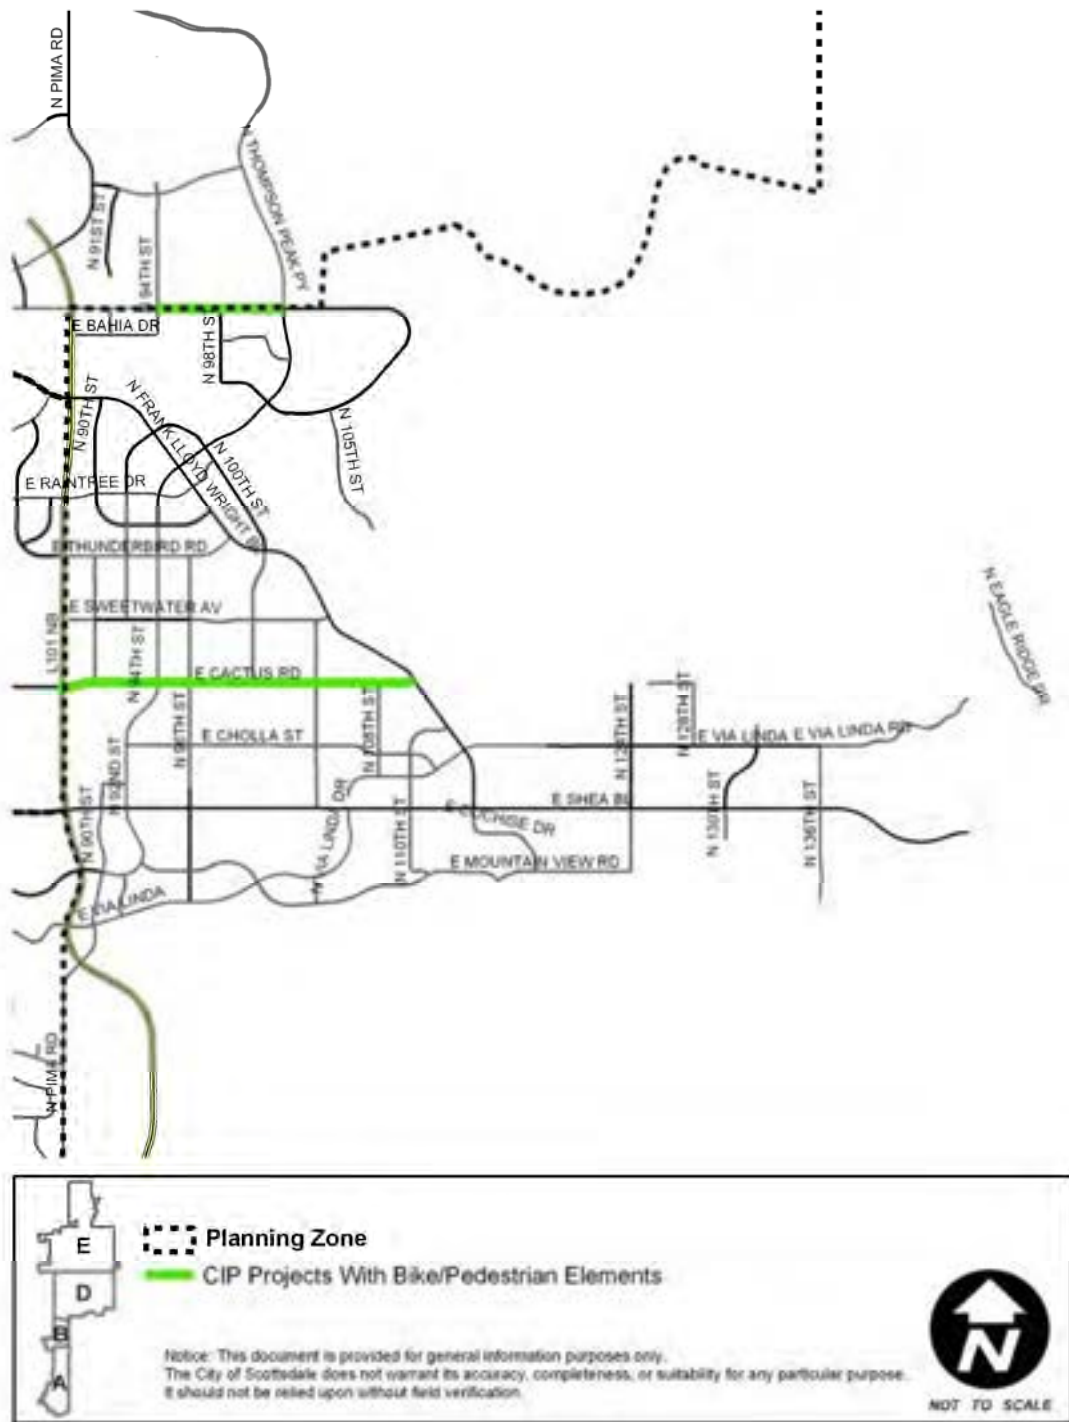 N PIMA RD
N THOMPSON PEAK PY
N 91ST ST
94TH ST
E BAHIA DR
N 98TH S
N 90TH ST
N FRANK LLOYD WRIGHT B
N 100TH ST
N 105TH ST
E RAINTREE DR
E THUNDERBIRD RD
N EAGLE RIDGE DR
E SWEETWATER AV
L101 NB
N 94TH ST
E CACTUS RD
N 96TH ST
E CHOLLA ST
N 108TH ST
N 124TH ST
N 128TH ST
E VIA LINDA
E VIA LINDA RD
N 92ND ST
N 90TH ST
N VIA LINDA DR
N 110TH ST
E COCHISE DR
E SHEA BL
N 130TH ST
N 136TH ST
E MOUNTAIN VIEW RD
E VIA LINDA
N PIMA RD
E
D
B
A
Planning Zone
CIP Projects With Bike/Pedestrian Elements
Notice: This document is provided for general information purposes only.
The City of Scottsdale does not warrant its accuracy, completeness, or suitability for any particular purpose.
It should not be relied upon without field verification.
N
NOT TO SCALE